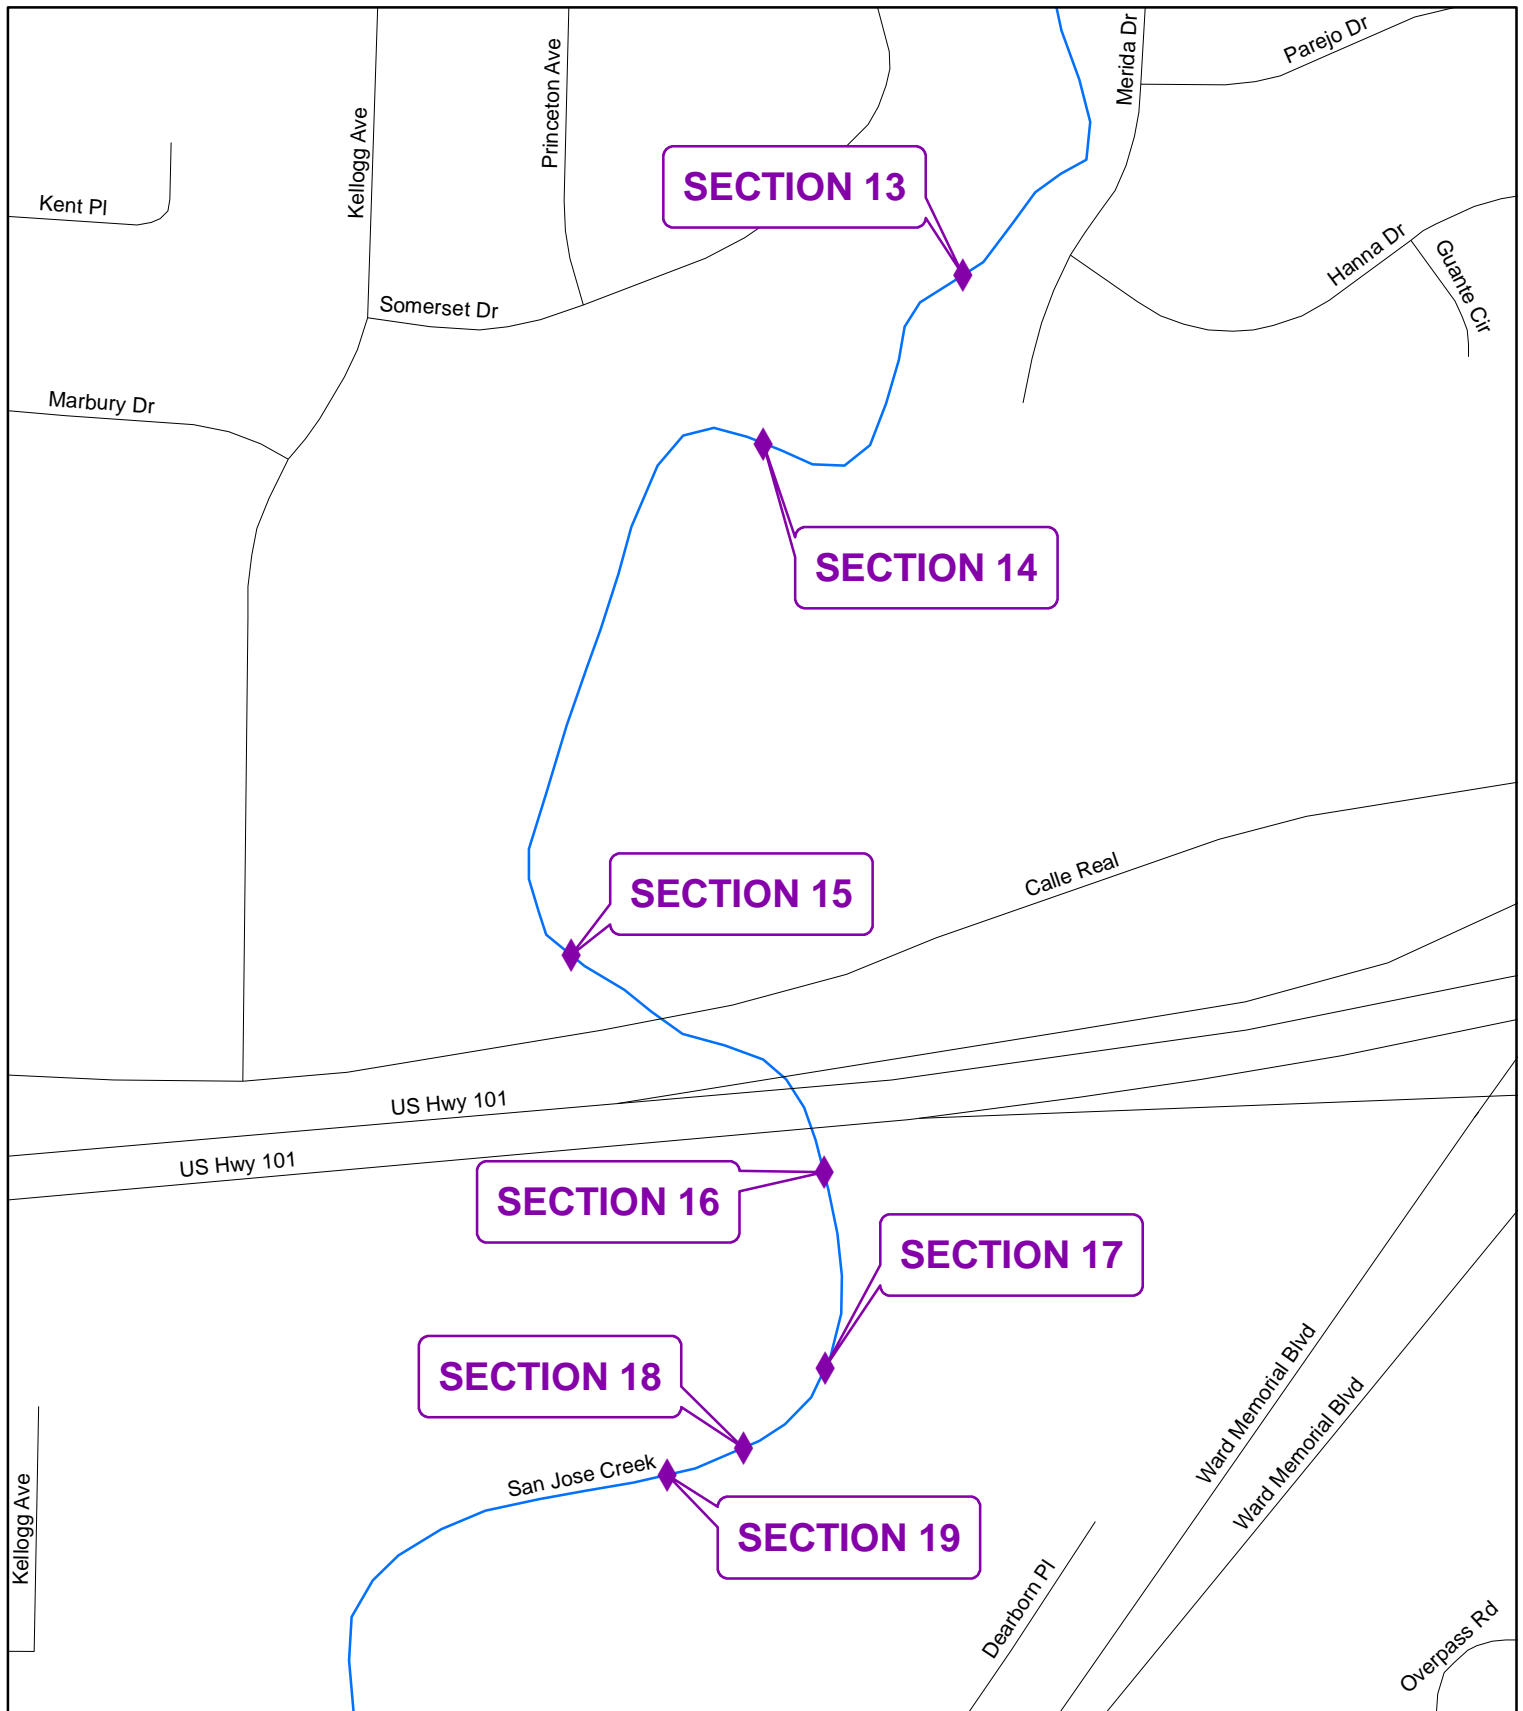 Parejo Dr
Merida Dr
Princeton Ave
Kellogg Ave
SECTION 13
Kent Pl
Hanna Dr
Guante Cir
Somerset Dr
Marbury Dr
SECTION 14
Calle Real
SECTION 15
US Hwy 101
US Hwy 101
SECTION 16
SECTION 17
SECTION 18
Ward Memorial Blvd
Ward Memorial Blvd
San Jose Creek
Kellogg Ave
SECTION 19
Dearborn Pl
Overpass Rd